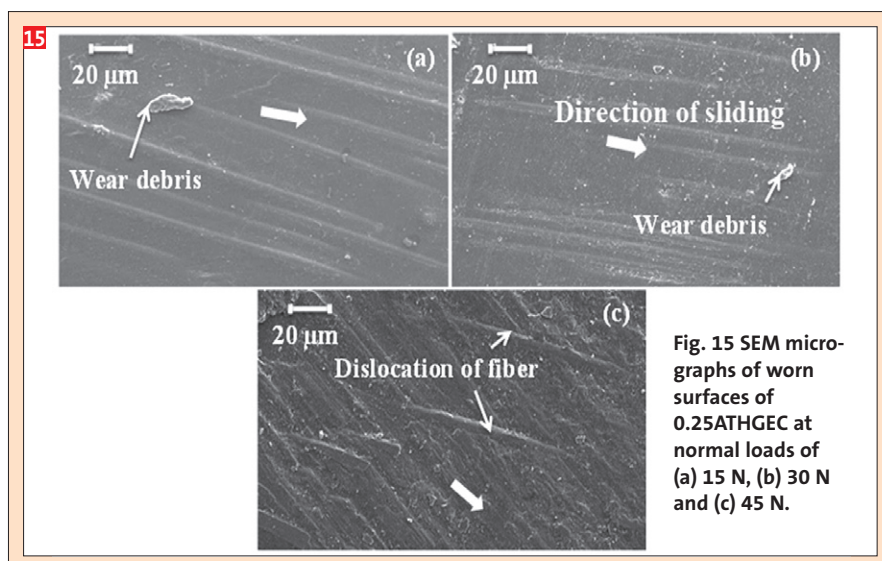 15
20 μm
(a)
Wear debris
20 μm
(b)
Direction of sliding
Wear debris
20 μm
(c)
Dislocation of fiber
Fig. 15 SEM micro-
graphs of worn
surfaces of
0.25ATHGEC at
normal loads of
(a) 15 N, (b) 30 N
and (c) 45 N.